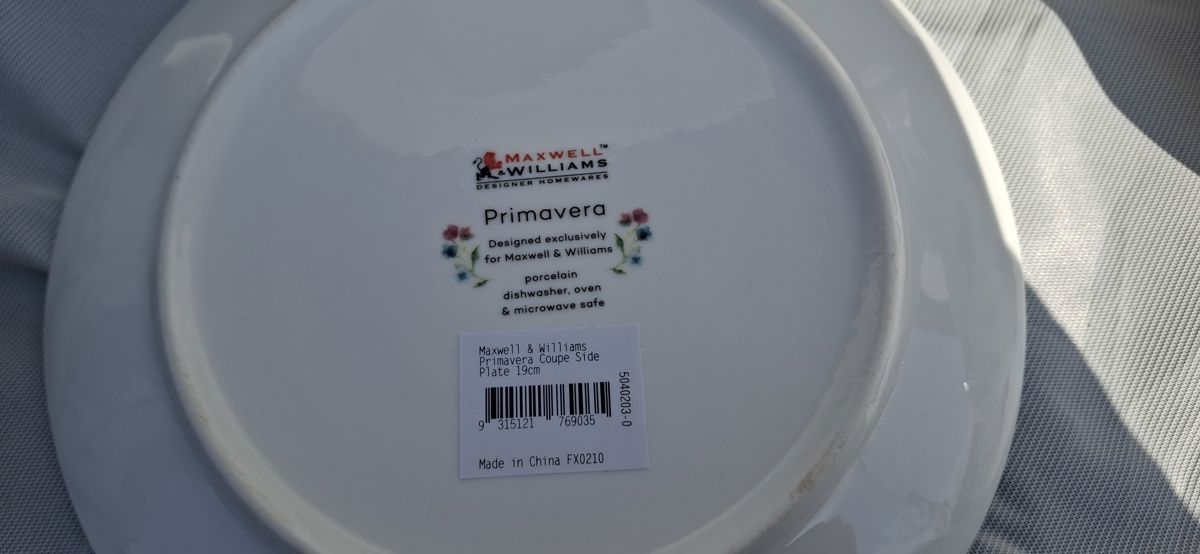 MAXWELL™
& WILLIAMS
DESIGNER HOMEWARES
Primavera
Designed exclusively
for Maxwell & Williams
porcelain
dishwasher, oven
& microwave safe
Maxwell & Williams
Primavera Coupe Side
Plate 19cm
5040203-0
9 315121 769035
Made in China FX0210